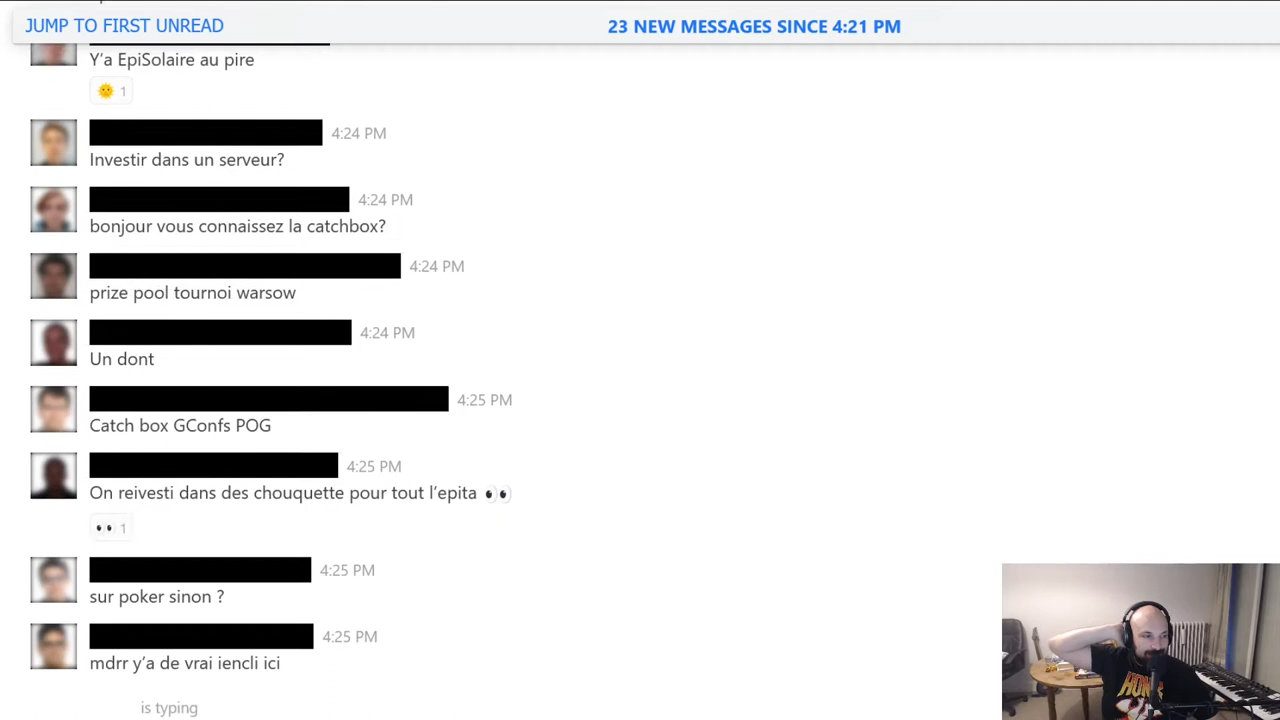 JUMP TO FIRST UNREAD
23 NEW MESSAGES SINCE 4:21 PM
Y'a EpiSolaire au pire
🌞 1
4:24 PM
Investir dans un serveur?
4:24 PM
bonjour vous connaissez la catchbox?
4:24 PM
prize pool tournoi warsow
4:24 PM
Un dont
4:25 PM
Catch box GConfs POG
4:25 PM
On reivesti dans des chouquette pour tout l'epita 👀
👀 1
4:25 PM
sur poker sinon ?
4:25 PM
mdrr y'a de vrai iencli ici
is typing